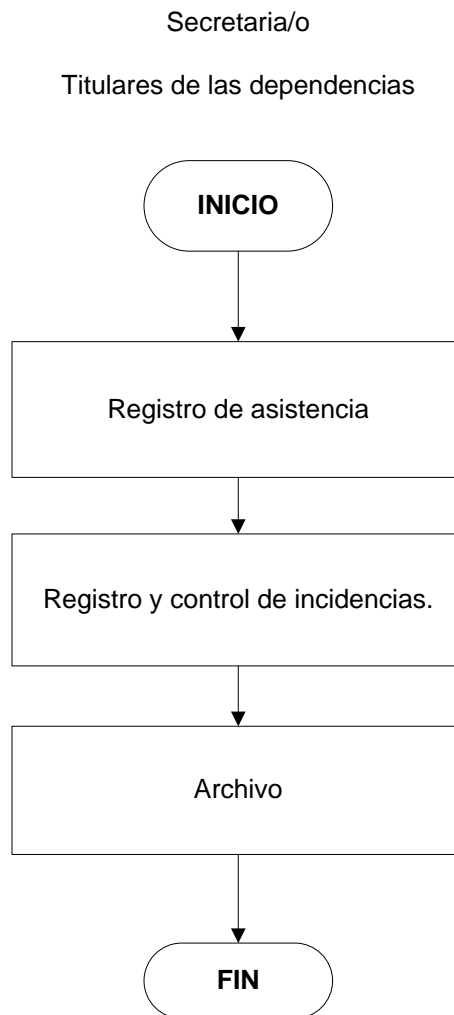 Secretaria/o
Titulares de las dependencias
INICIO
Registro de asistencia
Registro y control de incidencias.
Archivo
FIN